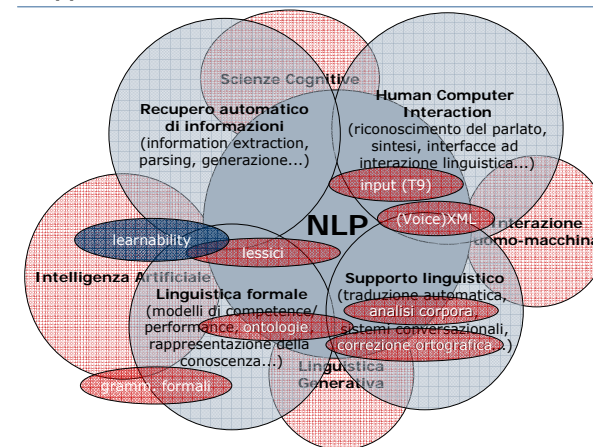 Scienze Cognitive
Recupero automatico
di informazioni
(information extraction,
parsing, generazione...)
Human Computer
Interaction
(riconoscimento del parlato,
sintesi, interfacce ad
interazione linguistica...)
input (T9)
(Voice)XML
Interazione
uomo-macchina
NLP
learnability
lessici
Intelligenza Artificiale
Linguistica formale
(modelli di competence/
performance, ontologie,
rappresentazione della
conoscenza...)
Supporto linguistico
(traduzione automatica,
analisi corpora,
sistemi conversazionali,
correzione ortografica...)
Linguistica
Generativa
gramm. formali